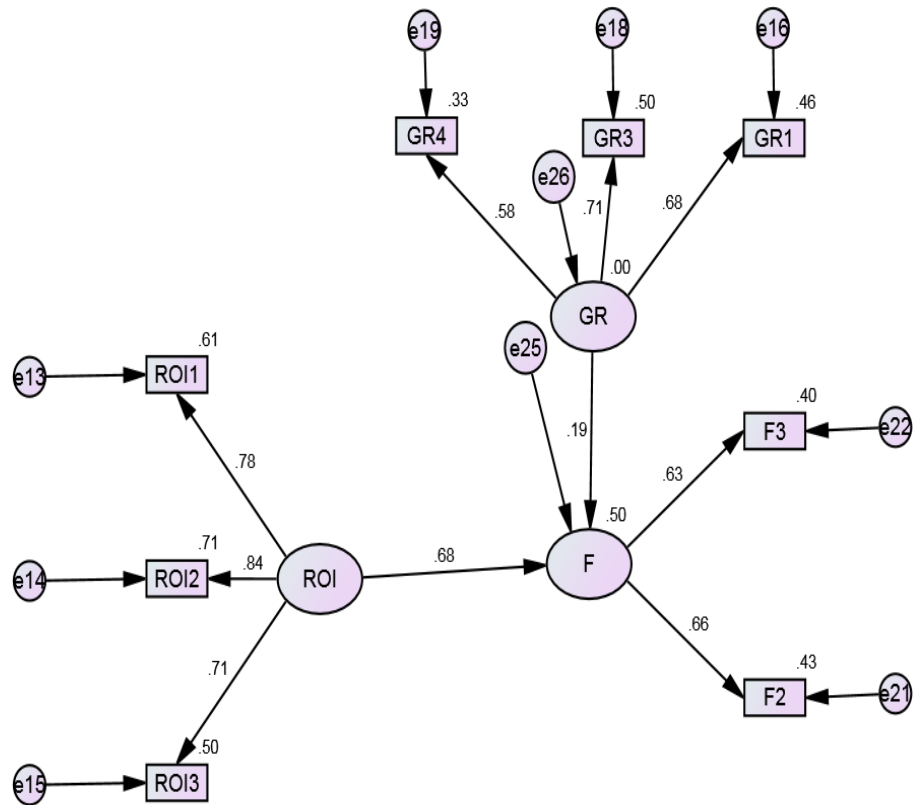 e19
e18
e16
.33
.50
.46
GR4
GR3
GR1
e26
.58
.71
.68
.00
GR
e25
.61
e13
ROI1
.40
F3
e22
.19
.78
.63
.50
.71
.84
.68
e14
ROI2
ROI
F
.66
.71
.43
F2
e21
.50
e15
ROI3